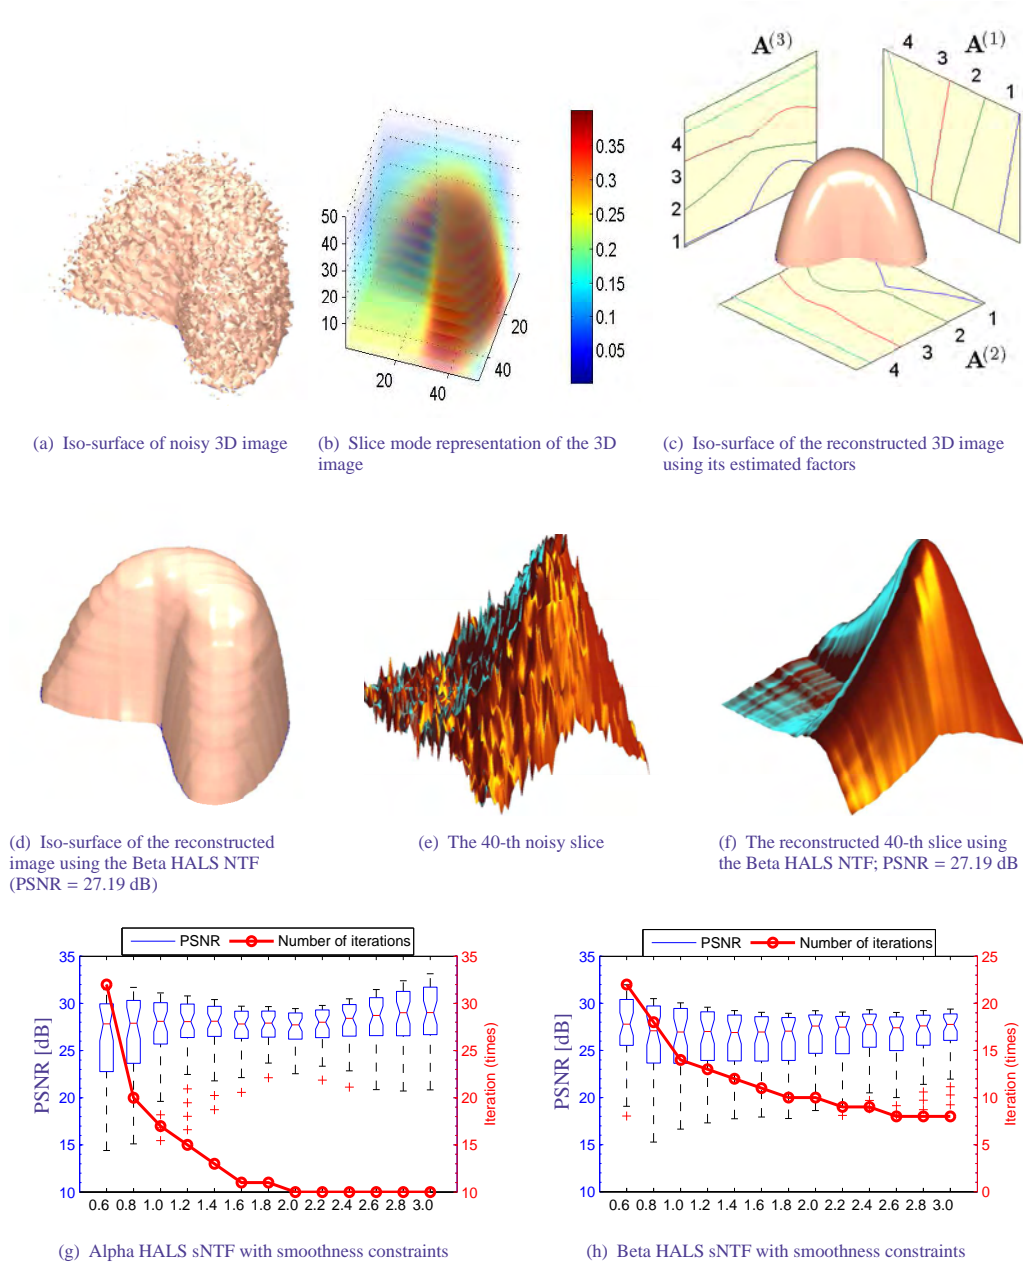 A(3)
4
3
2
1
4
3
2
1
A(1)
1
2
3
4
A(2)
50
40
30
20
10
20
40
20
40
0.35
0.3
0.25
0.2
0.15
0.1
0.05
(a) Iso-surface of noisy 3D image
(b) Slice mode representation of the 3D
image
(c) Iso-surface of the reconstructed 3D image
using its estimated factors
(d) Iso-surface of the reconstructed
image using the Beta HALS NTF
(PSNR = 27.19 dB)
(e) The 40-th noisy slice
(f) The reconstructed 40-th slice using
the Beta HALS NTF; PSNR = 27.19 dB
PSNR Number of iterations
35
30
25
20
15
10
PSNR [dB]
0.6 0.8 1.0 1.2 1.4 1.6 1.8 2.0 2.2 2.4 2.6 2.8 3.0
35
30
25
20
15
10
Iteration (times)
(g) Alpha HALS sNTF with smoothness constraints
PSNR Number of iterations
35
30
25
20
15
10
PSNR [dB]
0.6 0.8 1.0 1.2 1.4 1.6 1.8 2.0 2.2 2.4 2.6 2.8 3.0
25
20
15
10
5
0
Iteration (times)
(h) Beta HALS sNTF with smoothness constraints